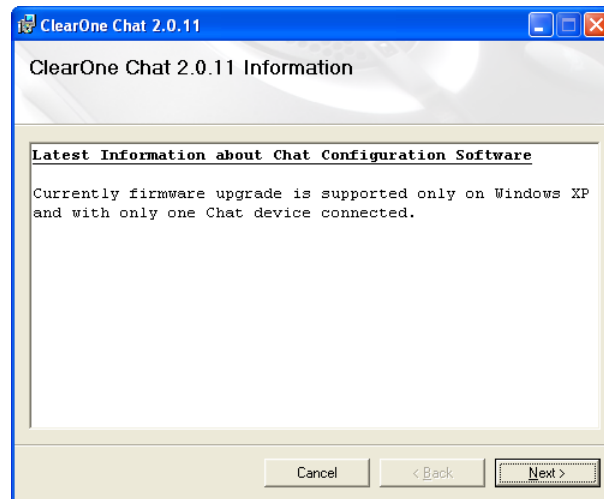 ClearOne Chat 2.0.11
ClearOne Chat 2.0.11 Information
Latest Information about Chat Configuration Software
Currently firmware upgrade is supported only on Windows XP
and with only one Chat device connected.
Cancel
< Back
Next >